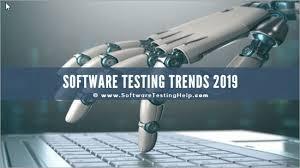 SOFTWARE TESTING TRENDS 2019
© www.SoftwareTestingHelp.com